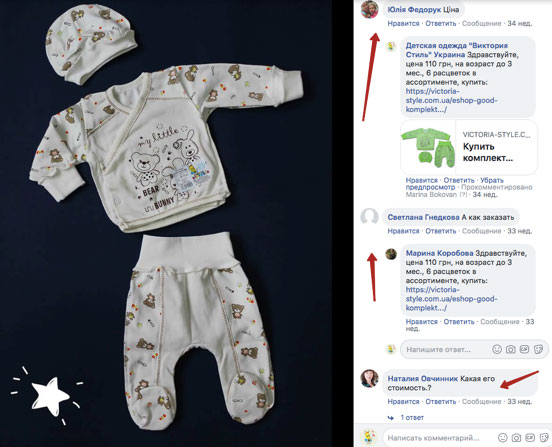 my little
BEAR
BUNNY
Юлія Федорук Ціна
Нравится · Ответить · Сообщение · 34 нед.
Детская одежда "Виктория
Стиль" Украина Здравствуйте,
цена 110 грн, на возраст до 3
мес., 6 расцветок в
ассортименте, купить:
https://victoria-
style.com.ua/eshop-good-
komplekt.../
VICTORIA-STYLE.C...
Купить
комплект...
Нравится · Ответить · Убрать
предпросмотр · Прокомментировано
Marina Bokovan [?] · 34 нед.
Светлана Гнедкова А как заказать
Нравится · Ответить · Сообщение · 33 нед.
Марина Коробова Здравствуйте,
цена 110 грн, на возраст до 3
мес., 6 расцветок в
ассортименте, купить:
https://victoria-
style.com.ua/eshop-good-
komplekt.../
Нравится · Ответить · Сообщение · 33
нед.
Напишите ответ...
Наталия Овчинник Какая его
стоимость.?
Нравится · Ответить · Сообщение · 33 нед.
1 ответ
Написать комментарий...